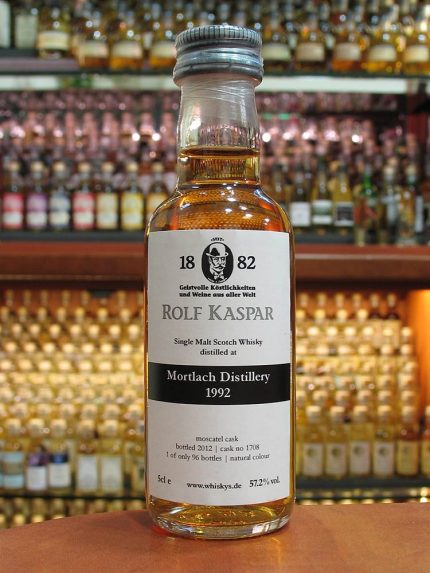 18 82
Geistvolle Köstlichkeiten
und Weine aus aller Welt
ROLF KASPAR
Single Malt Scotch Whisky
distilled at
Mortlach Distillery
1992
moscatel cask
bottled 2012 | cask no 1708
1 of only 96 bottles | natural colour
5cl e www.whiskys.de 57.2% vol.